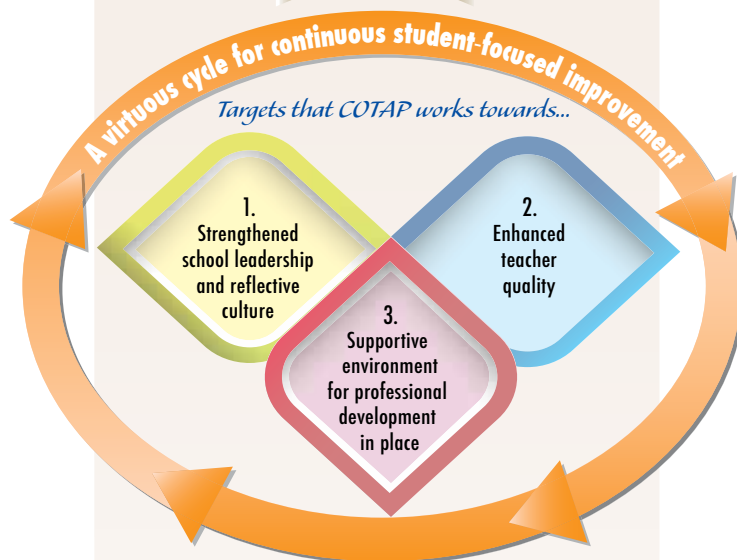 A virtuous cycle for continuous student-focused improvement
Targets that COTAP works towards...
1.
Strengthened
school leadership
and reflective
culture
2.
Enhanced
teacher
quality
3.
Supportive
environment
for professional
development
in place